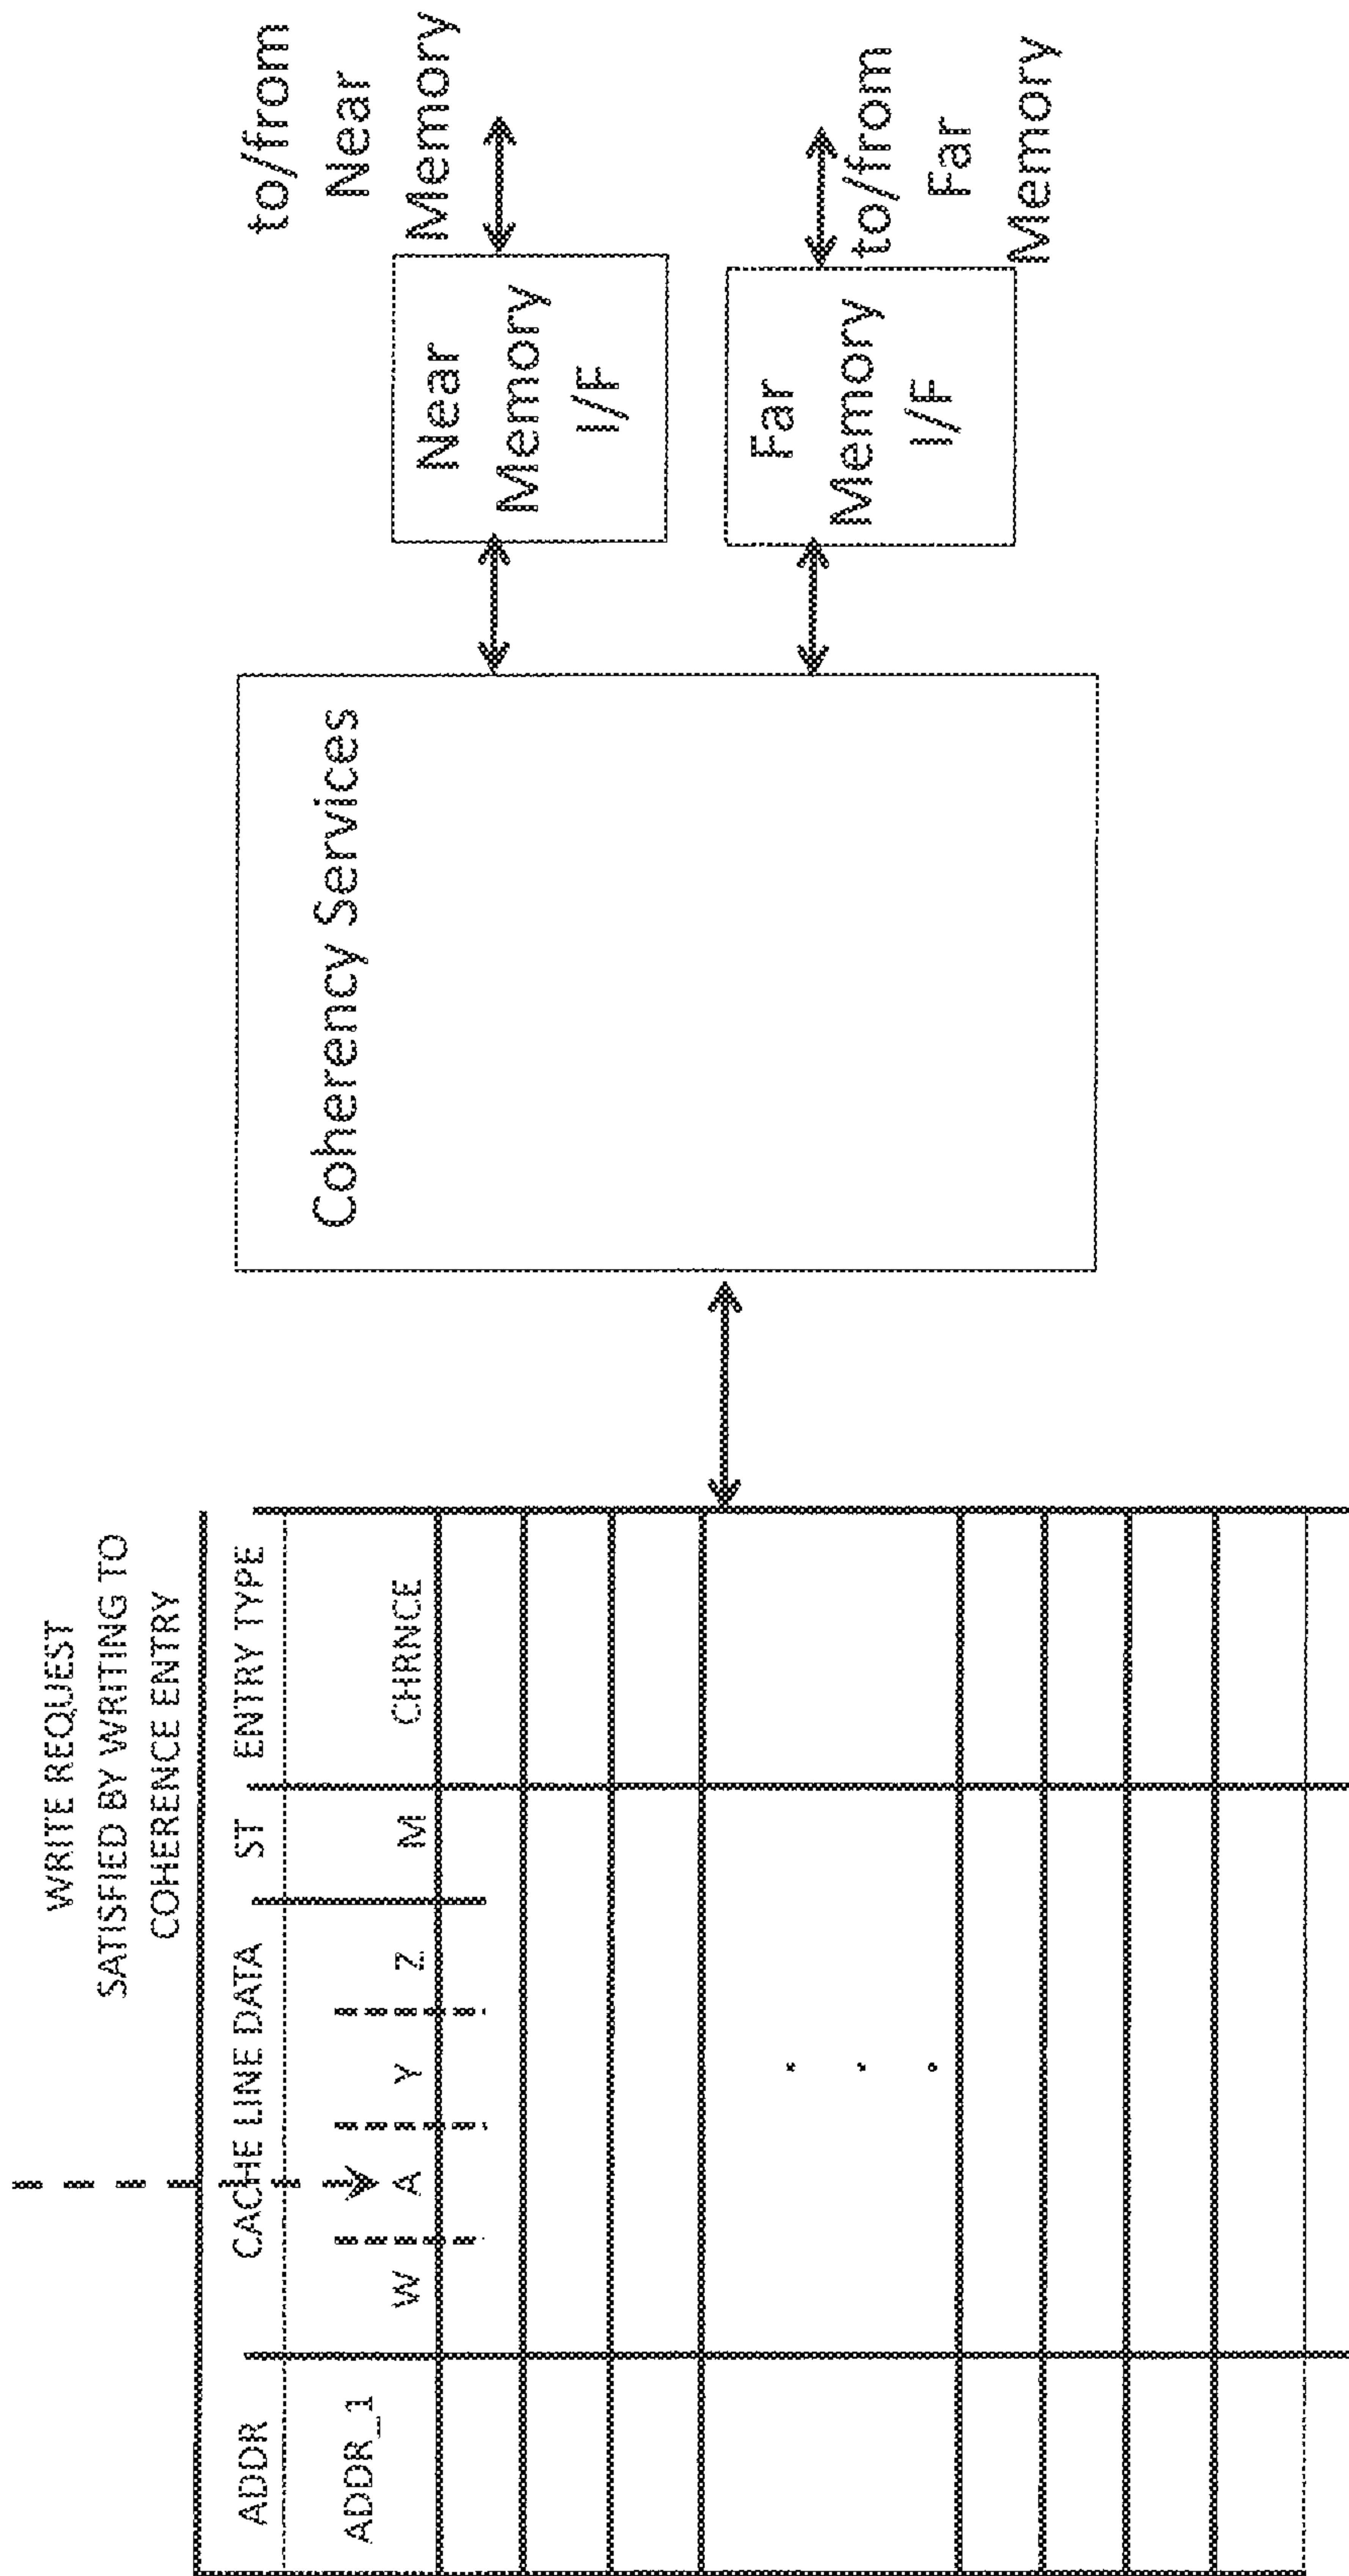 WRITE REQUEST
SATISFIED BY WRITING TO
COHERENCE ENTRY
ADDR
CACHE LINE DATA
ST
ENTRY TYPE
ADDR_1
W
A
Y
Z
M
CHRNCE
. . .
Coherency Services
Near
Memory
I/F
to/from
Near
Memory
Far
Memory
I/F
to/from
Far
Memory